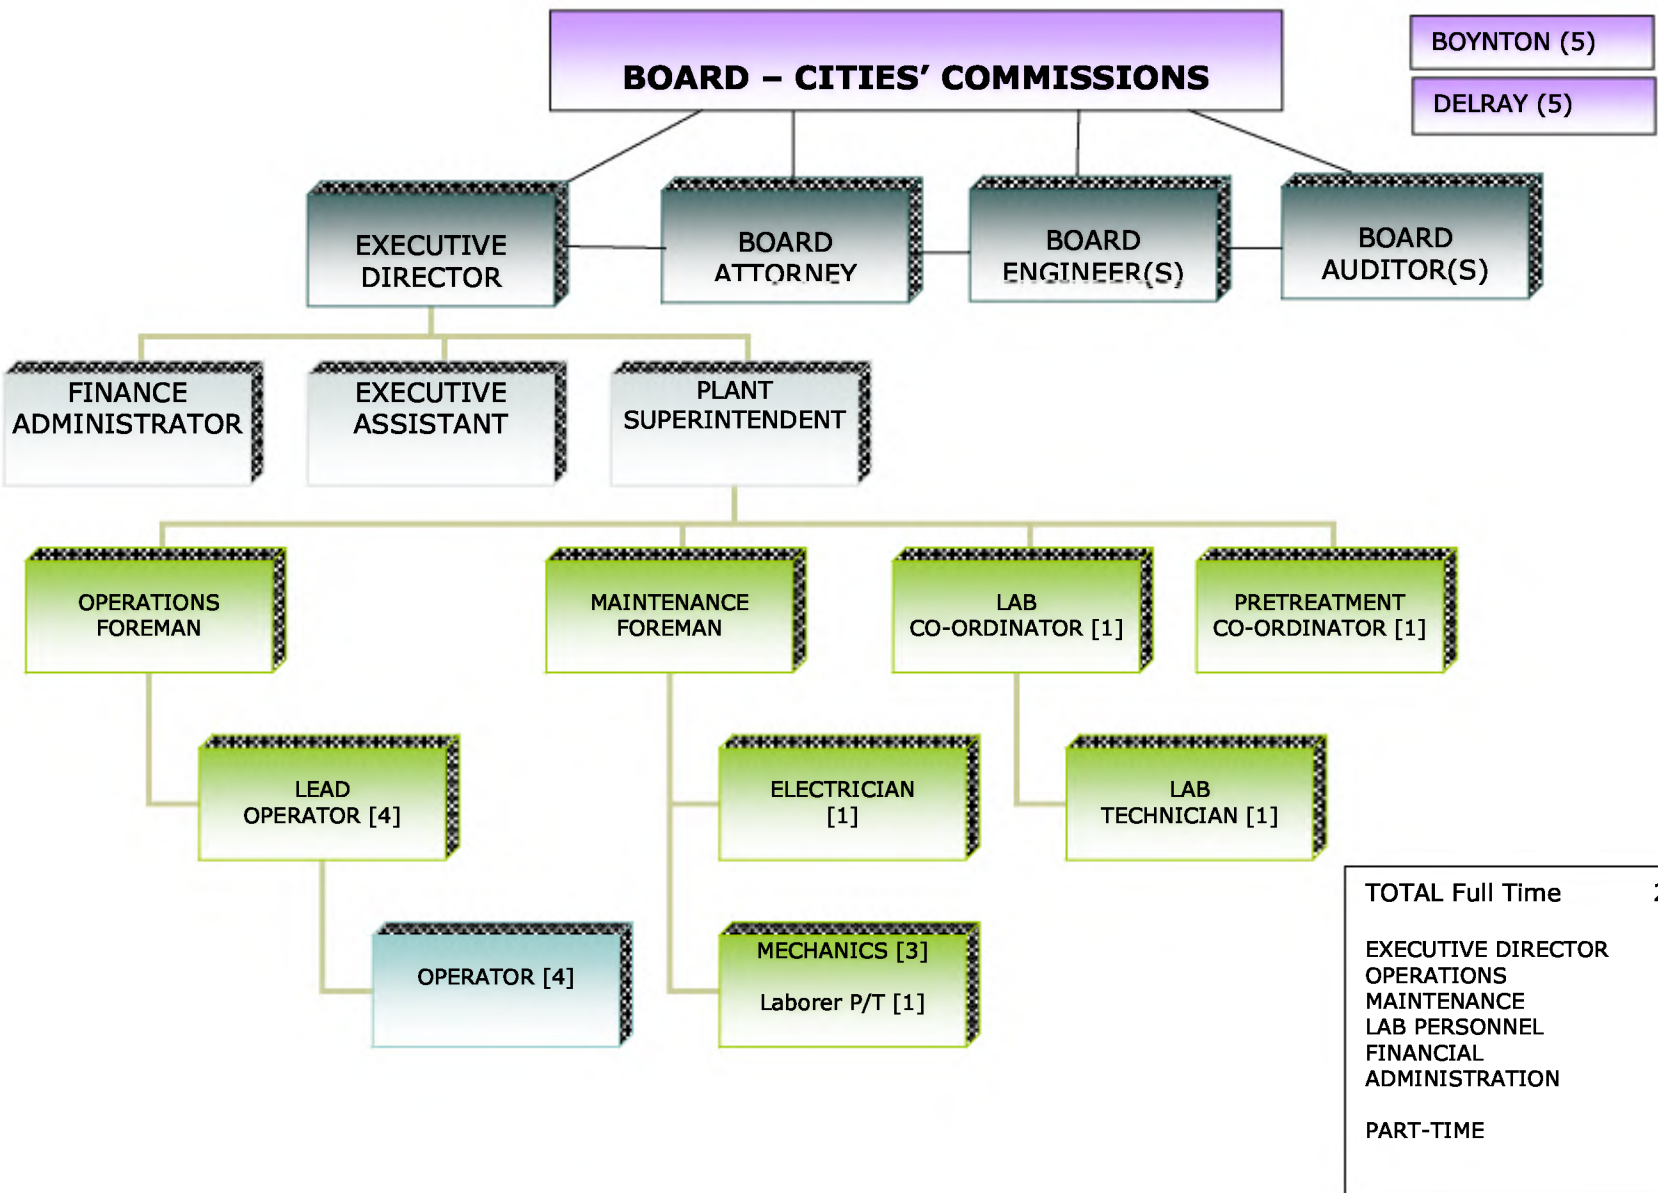 BOARD – CITIES’ COMMISSIONS
BOYNTON (5)
DELRAY (5)
EXECUTIVE
DIRECTOR
BOARD
ATTORNEY
BOARD
ENGINEER(S)
BOARD
AUDITOR(S)
FINANCE
ADMINISTRATOR
EXECUTIVE
ASSISTANT
PLANT
SUPERINTENDENT
OPERATIONS
FOREMAN
MAINTENANCE
FOREMAN
LAB
CO-ORDINATOR [1]
PRETREATMENT
CO-ORDINATOR [1]
LEAD
OPERATOR [4]
ELECTRICIAN
[1]
LAB
TECHNICIAN [1]
OPERATOR [4]
MECHANICS [3]
Laborer P/T [1]
TOTAL Full Time
EXECUTIVE DIRECTOR
OPERATIONS
MAINTENANCE
LAB PERSONNEL
FINANCIAL
ADMINISTRATION
PART-TIME